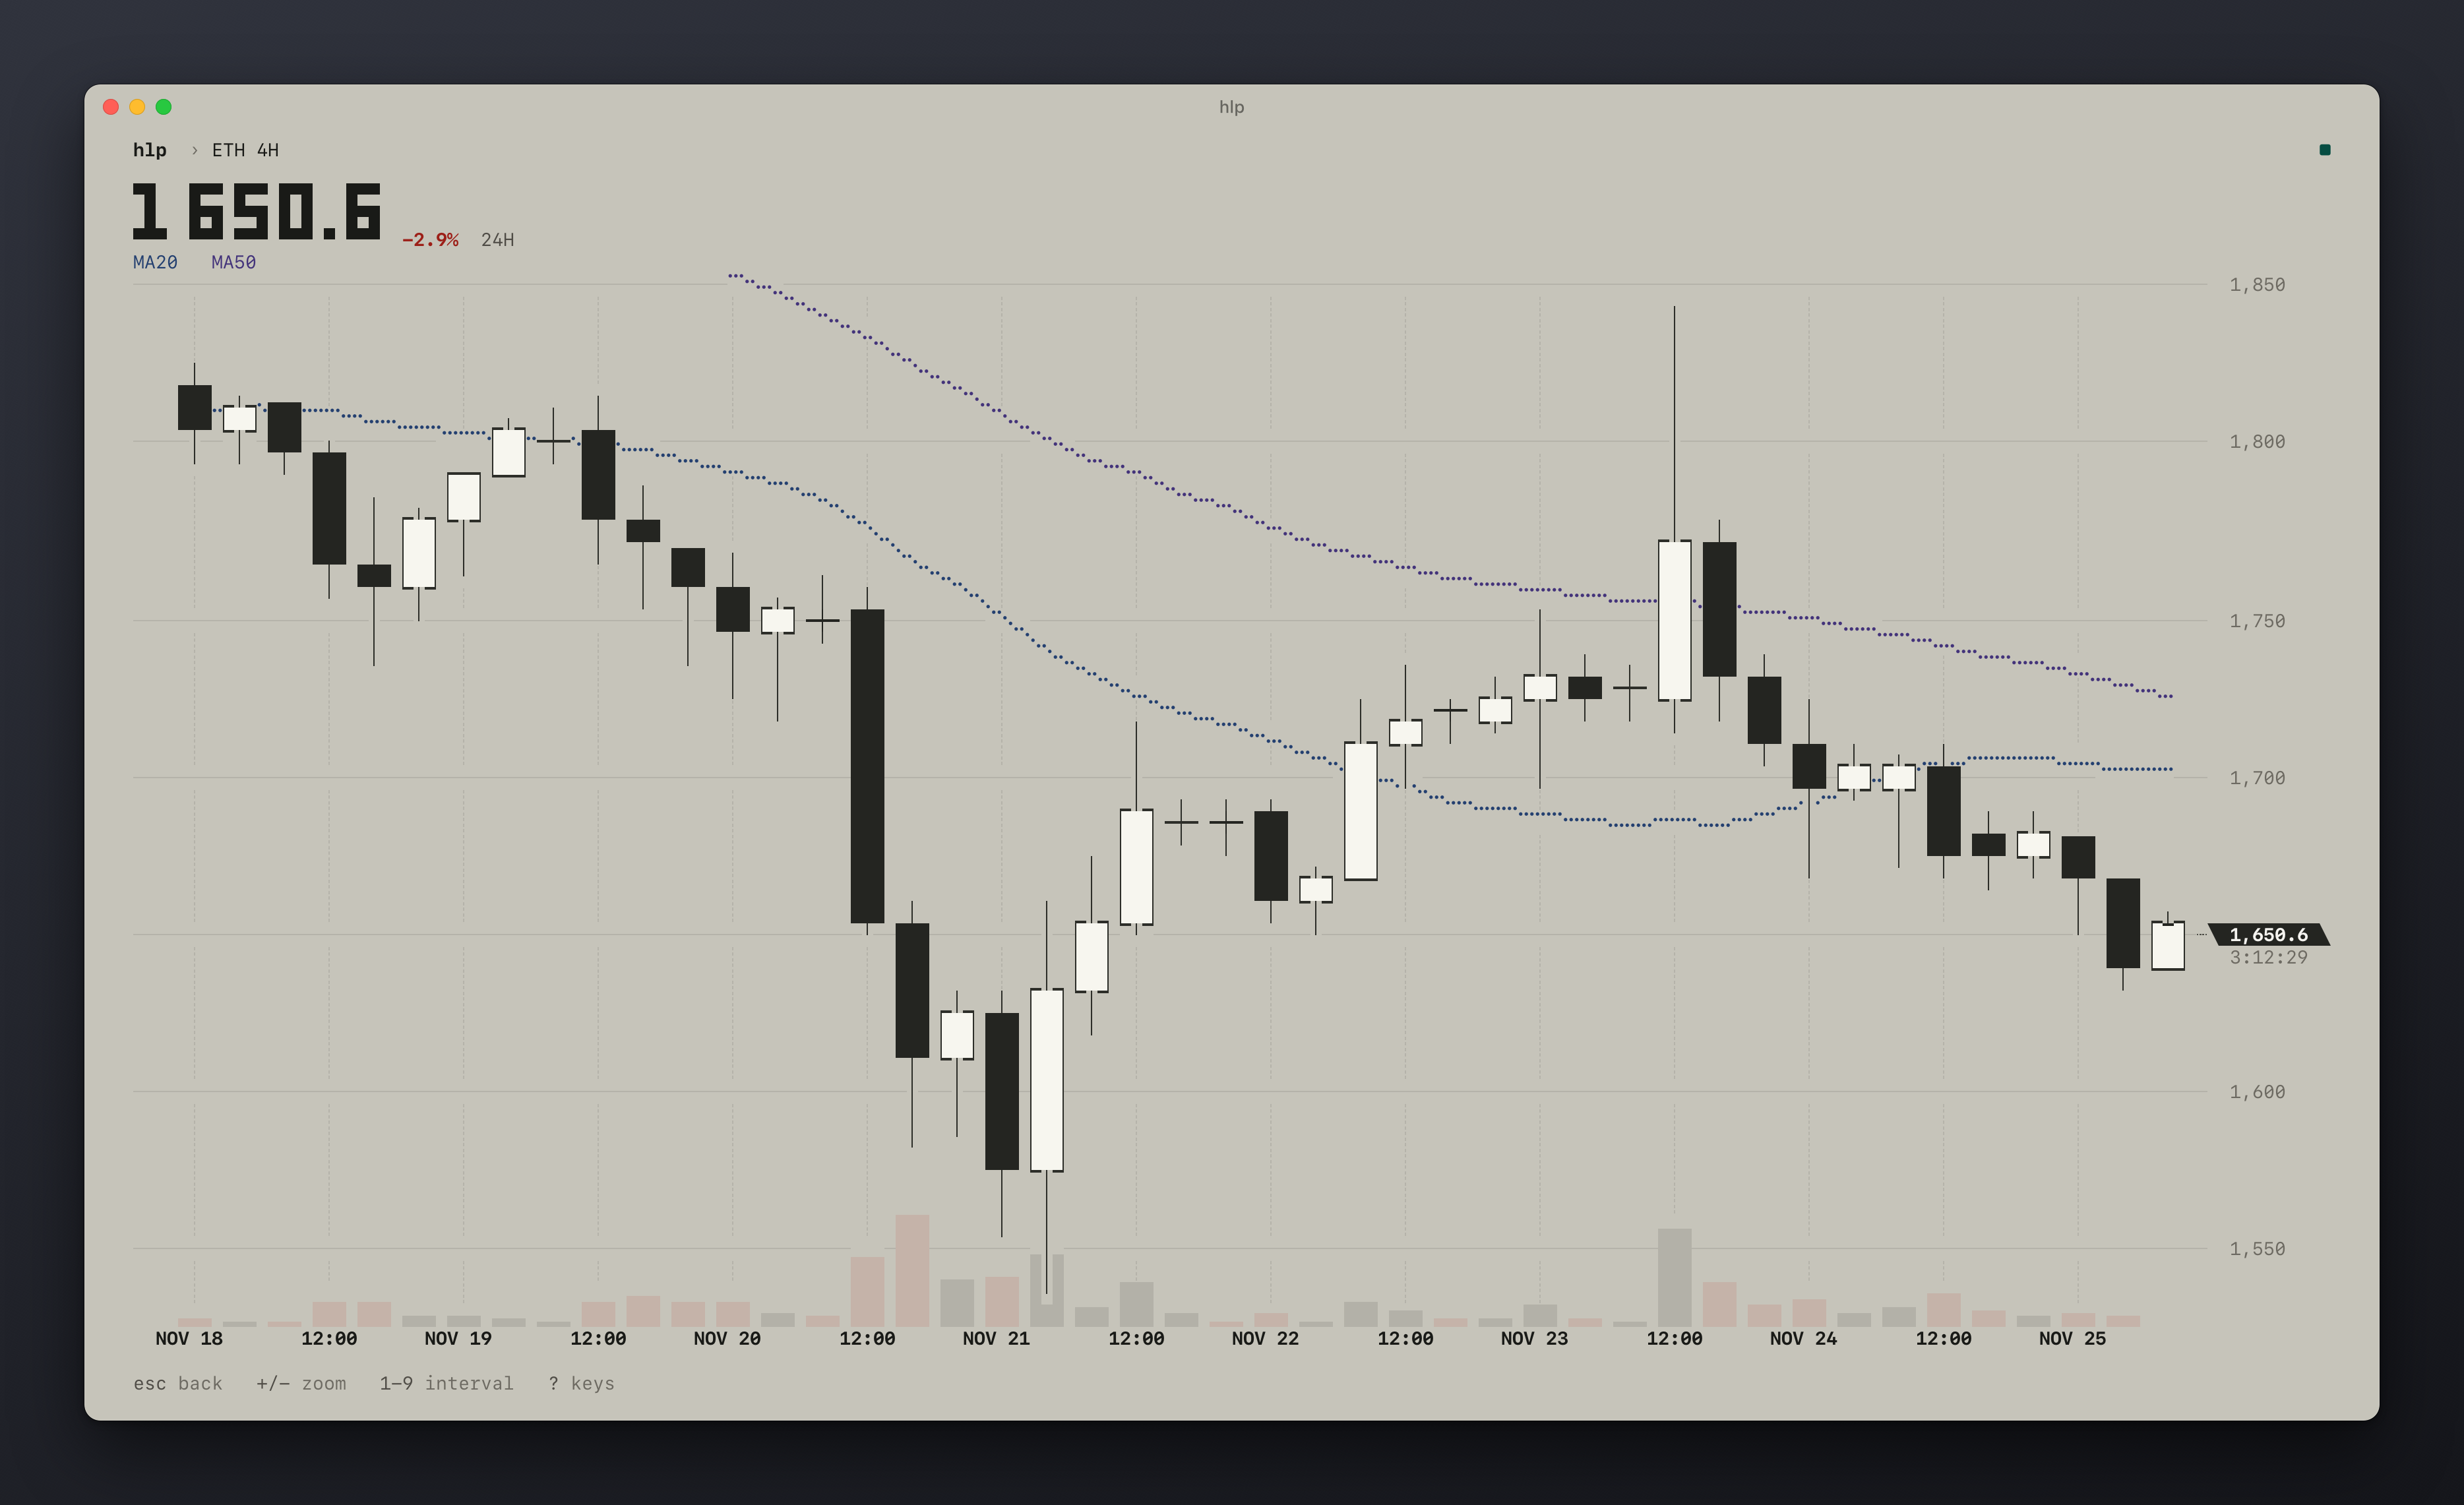 hlp
hlp › ETH 4H
1650.6 −2.9% 24H
MA20 MA50
1,850
1,800
1,750
1,700
1,650.6
3:12:29
1,600
1,550
NOV 18 12:00 NOV 19 12:00 NOV 20 12:00 NOV 21 12:00 NOV 22 12:00 NOV 23 12:00 NOV 24 12:00 NOV 25
esc back +/− zoom 1−9 interval ? keys